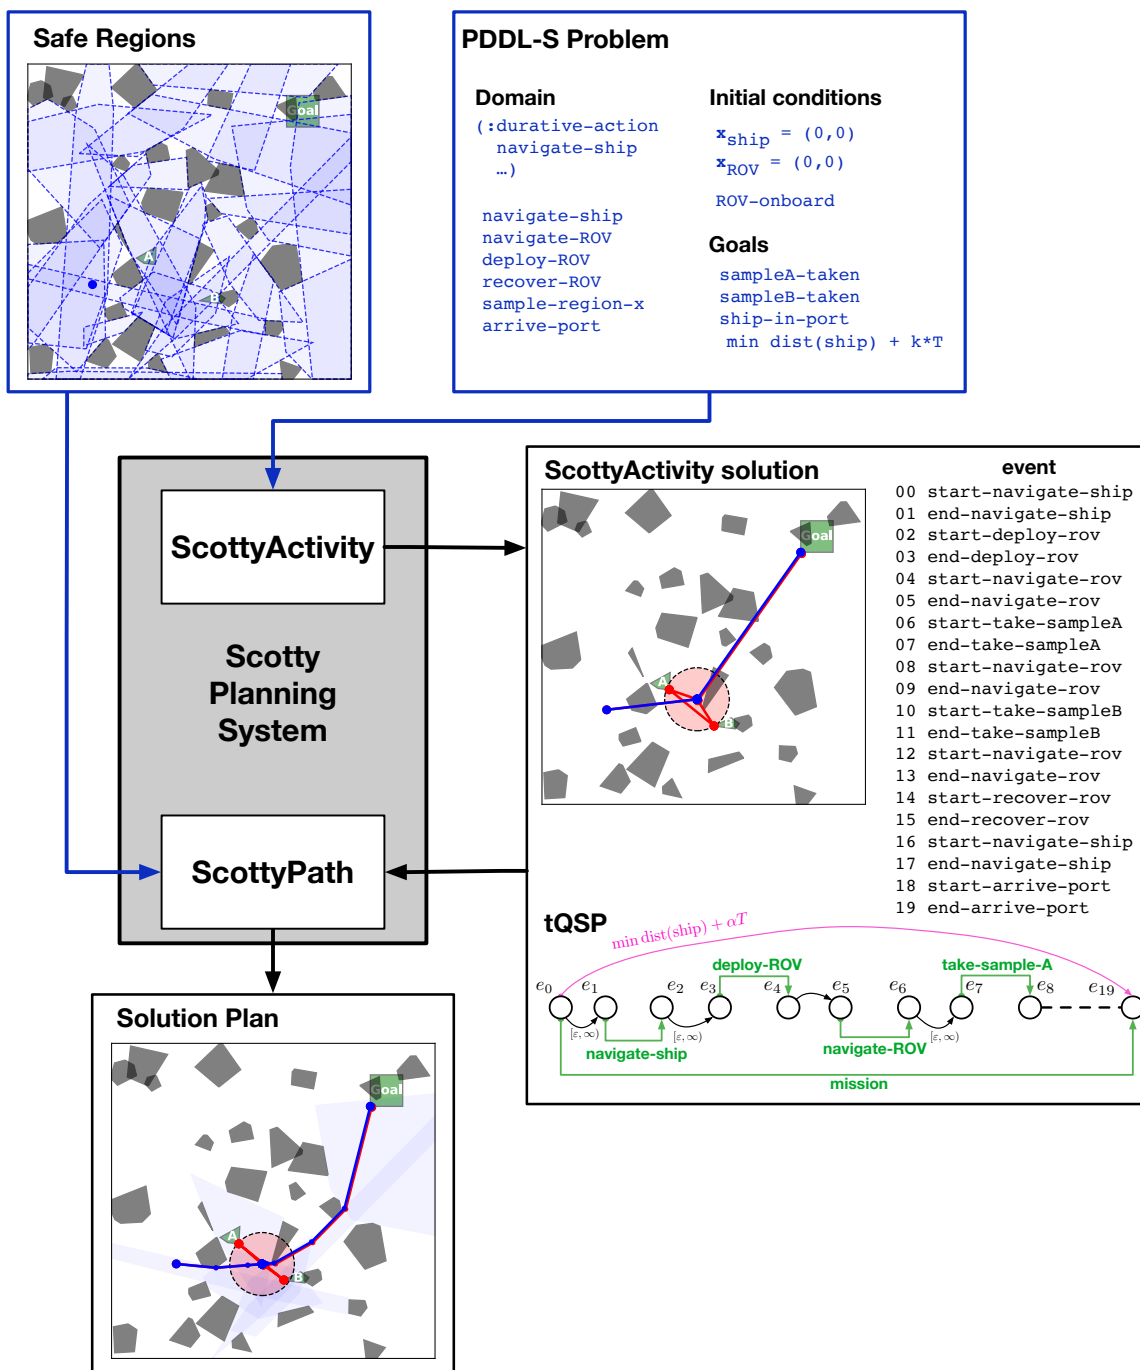 Safe Regions
Goal
A
B
PDDL-S Problem
Domain
(:durative-action
navigate-ship
…)
navigate-ship
navigate-ROV
deploy-ROV
recover-ROV
sample-region-x
arrive-port
Initial conditions
x_ship = (0,0)
x_ROV = (0,0)
ROV-onboard
Goals
sampleA-taken
sampleB-taken
ship-in-port
min dist(ship) + k*T
ScottyActivity
Scotty
Planning
System
ScottyPath
ScottyActivity solution
Goal
A
B
event
00 start-navigate-ship
01 end-navigate-ship
02 start-deploy-rov
03 end-deploy-rov
04 start-navigate-rov
05 end-navigate-rov
06 start-take-sampleA
07 end-take-sampleA
08 start-navigate-rov
09 end-navigate-rov
10 start-take-sampleB
11 end-take-sampleB
12 start-navigate-rov
13 end-navigate-rov
14 start-recover-rov
15 end-recover-rov
16 start-navigate-ship
17 end-navigate-ship
18 start-arrive-port
19 end-arrive-port
tQSP
min dist(ship) + αT
deploy-ROV
take-sample-A
e0 e1 e2 e3 e4 e5 e6 e7 e8 e19
[ε, ∞) [ε, ∞) [ε, ∞)
navigate-ship
navigate-ROV
mission
Solution Plan
Goal
A
B